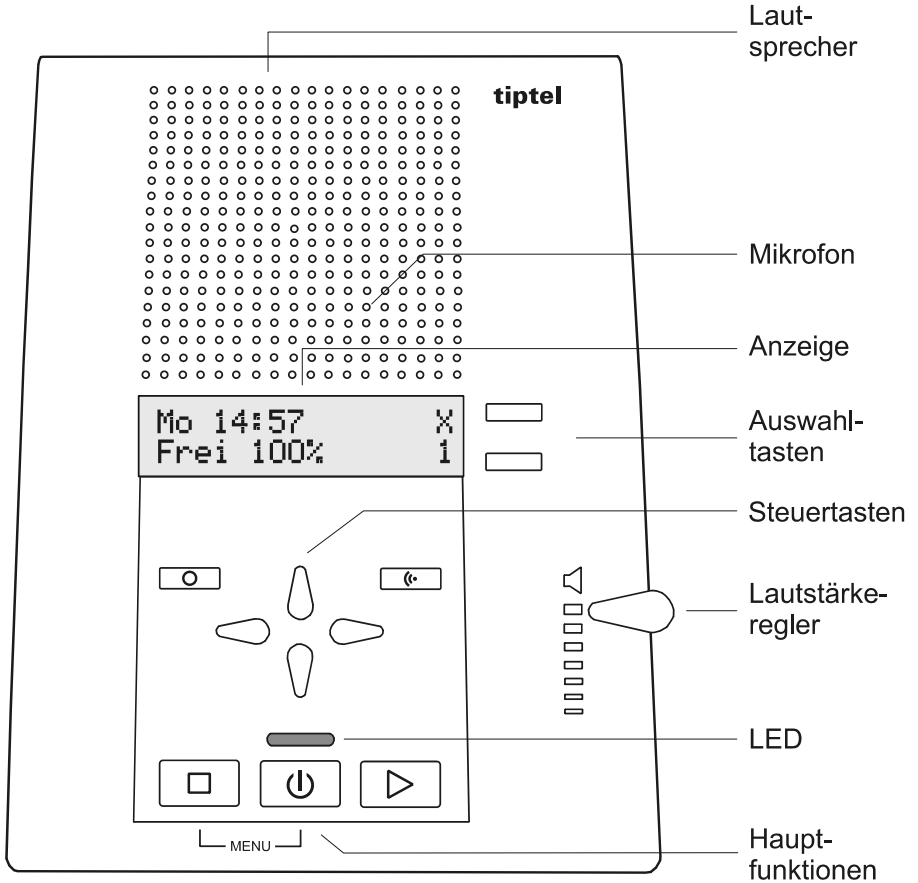 Laut-
sprecher
tiptel
Mikrofon
Anzeige
Mo 14:57 X
Frei 100% 1
Auswahl-
tasten
Steuertasten
Lautstärke-
regler
LED
MENU
Haupt-
funktionen